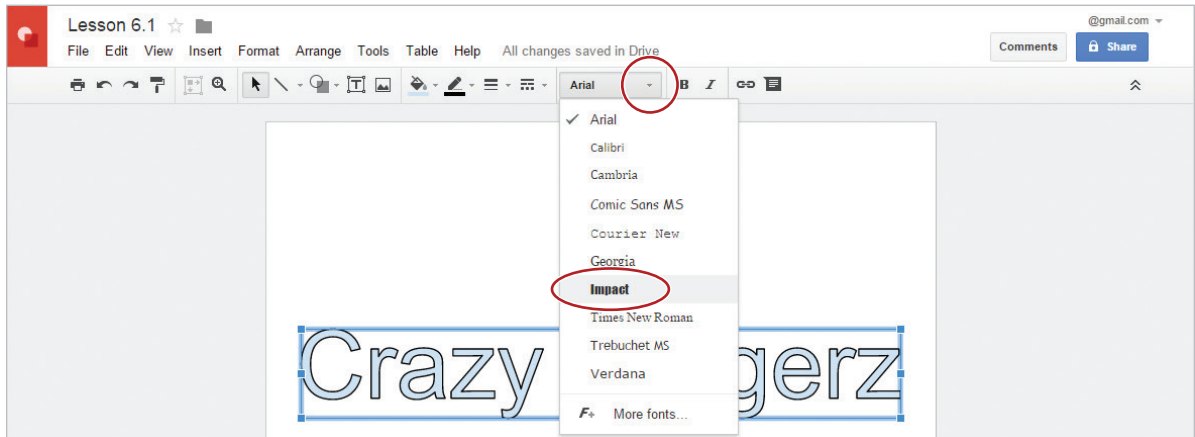 Lesson 6.1
@gmail.com
File Edit View Insert Format Arrange Tools Table Help All changes saved in Drive
Comments Share
Arial B I
Arial
Calibri
Cambria
Comic Sans MS
Courier New
Georgia
Impact
Times New Roman
Trebuchet MS
Verdana
More fonts...
Crazy gerz